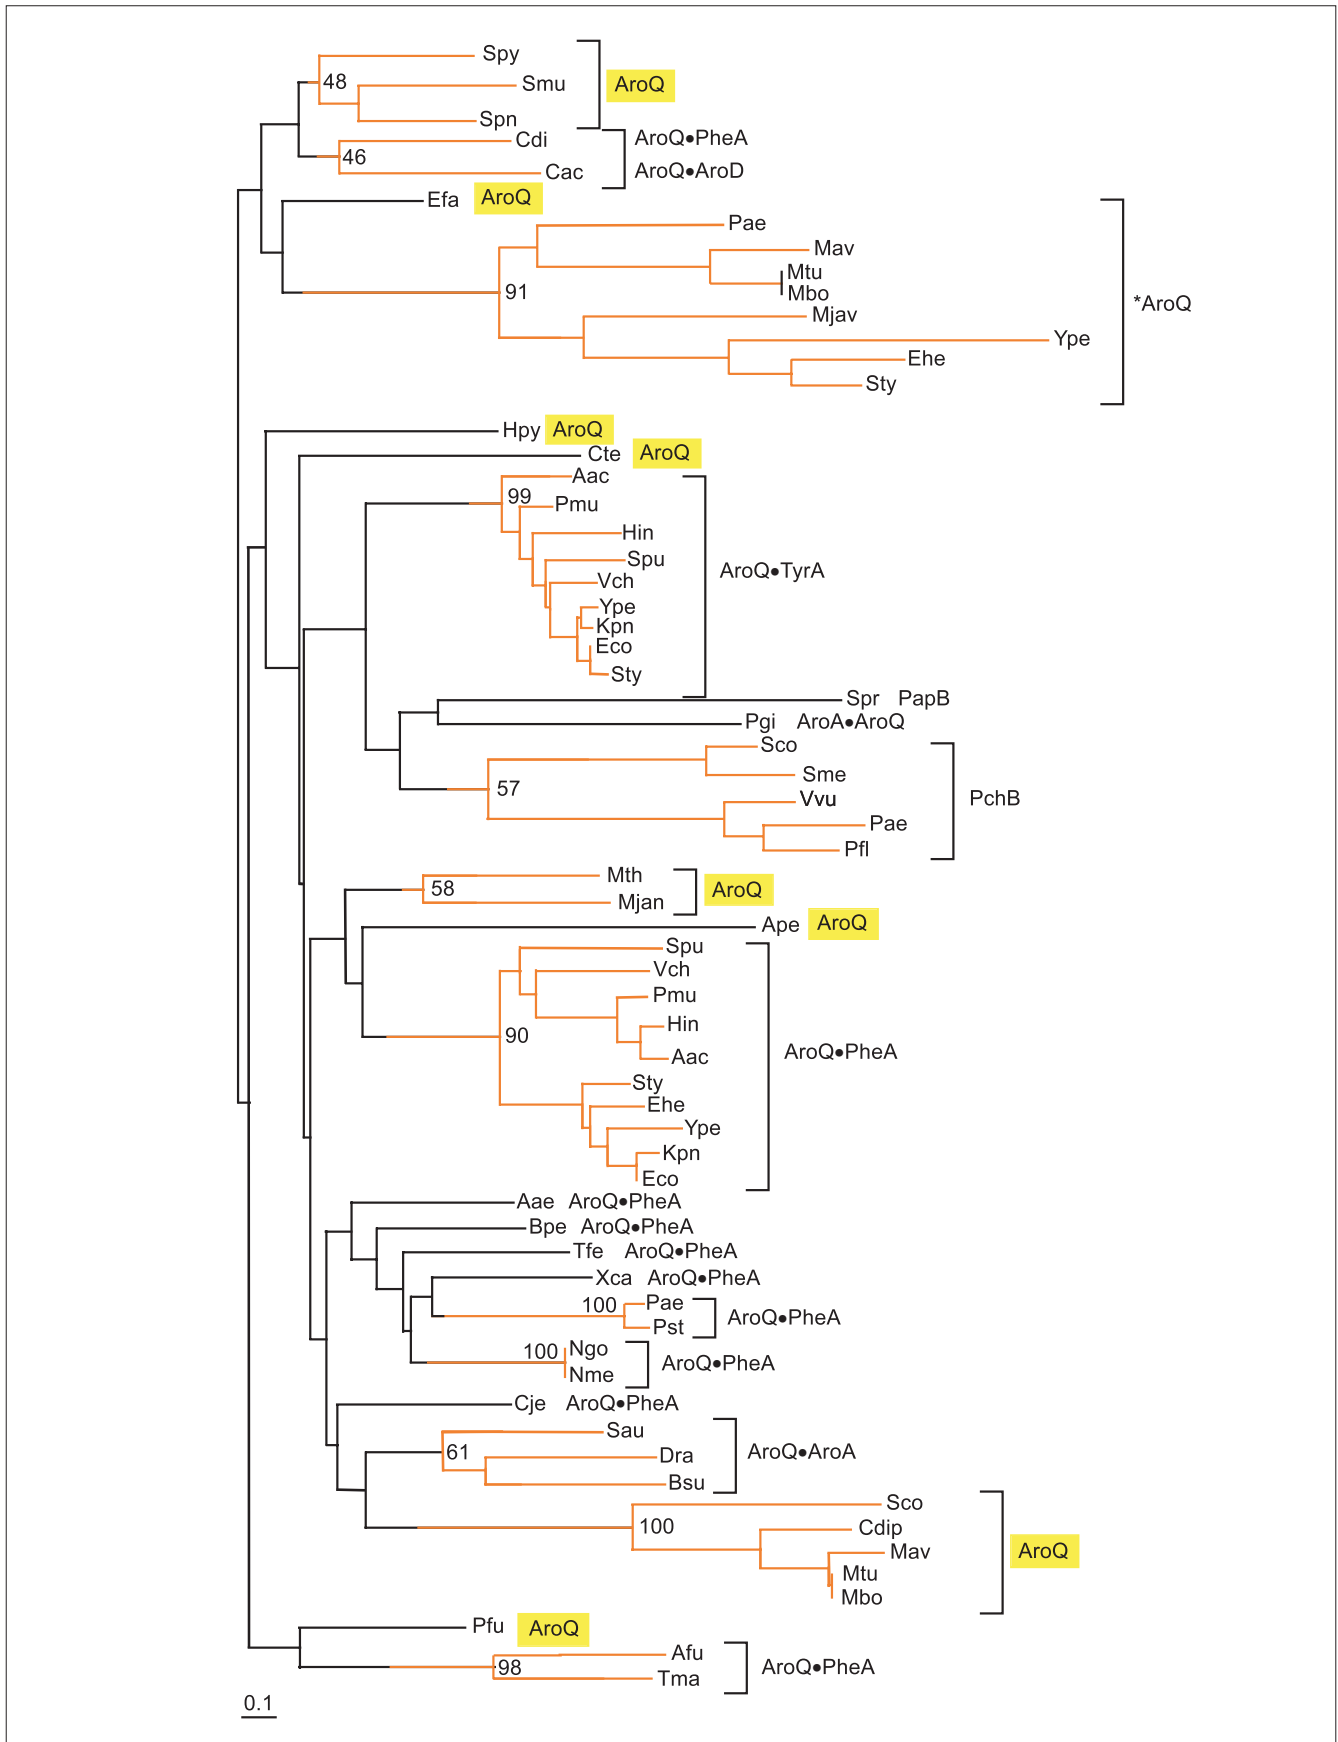 Spy
48
Smu
AroQ
Spn
Cdi
AroQ•PheA
46
Cac
AroQ•AroD
Efa AroQ
Pae
Mav
Mtu
91
Mbo
*AroQ
Mjav
Ype
Ehe
Sty
Hpy AroQ
Cte AroQ
Aac
99
Pmu
Hin
Spu
AroQ•TyrA
Vch
Ype
Kpn
Eco
Sty
Spr PapB
Pgi AroA•AroQ
Sco
Sme
57
Vvu
PchB
Pae
Pfl
Mth
58
AroQ
Mjan
Ape AroQ
Spu
Vch
Pmu
Hin
90
AroQ•PheA
Aac
Sty
Ehe
Ype
Kpn
Eco
Aae AroQ•PheA
Bpe AroQ•PheA
Tfe AroQ•PheA
Xca AroQ•PheA
100 Pae
AroQ•PheA
Pst
100 Ngo
AroQ•PheA
Nme
Cje AroQ•PheA
Sau
61
AroQ•AroA
Dra
Bsu
Sco
100
Cdip
Mav
AroQ
Mtu
Mbo
Pfu AroQ
Afu
98
AroQ•PheA
Tma
0.1